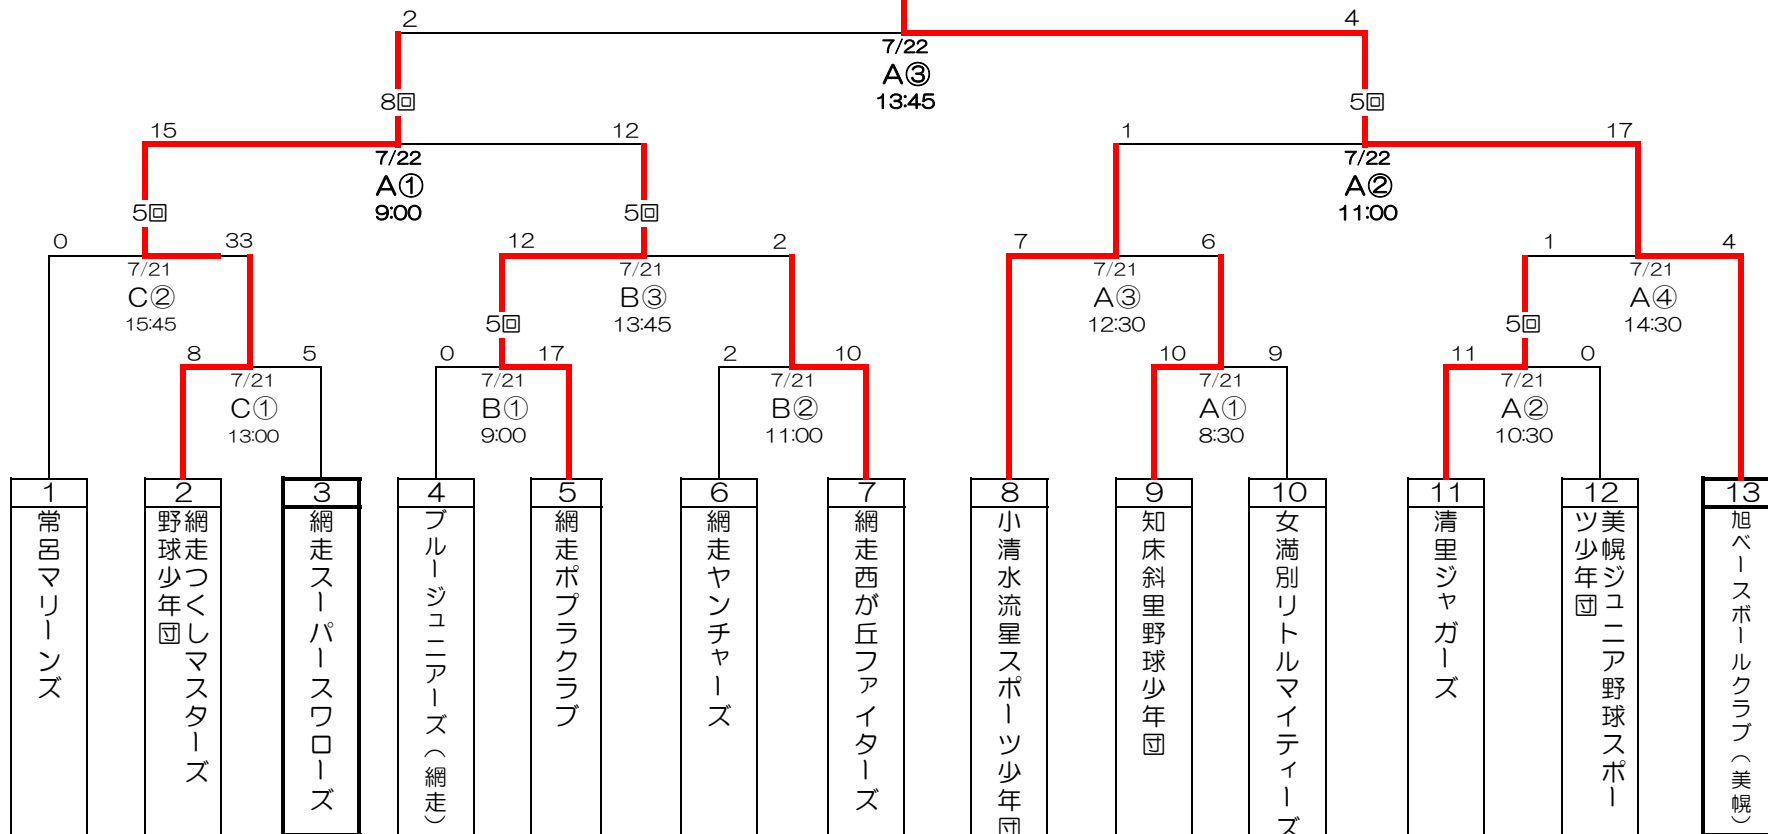 2
4
7/22
A③
13:45
8回
5回
15
12
1
17
7/22
A①
9:00
7/22
A②
11:00
5回
5回
0
33
12
2
7
6
1
4
7/21
C②
15:45
7/21
B③
13:45
7/21
A③
12:30
7/21
A④
14:30
5回
5回
8
5
0
17
2
10
10
9
11
0
7/21
C①
13:00
7/21
B①
9:00
7/21
B②
11:00
7/21
A①
8:30
7/21
A②
10:30
1
常呂マリーンズ
2
網走つくしマスターズ
野球少年団
3
網走スーパースワローズ
4
ブルージュニアーズ(網走)
5
網走ポプラクラブ
6
網走ヤンチャーズ
7
網走西が丘ファイターズ
8
小清水流星スポーツ少年団
9
知床斜里野球少年団
10
女満別リトルマイティーズ
11
清里ジャガーズ
12
美幌ジュニア野球スポー
ツ少年団
13
旭ベースボールクラブ(美幌)